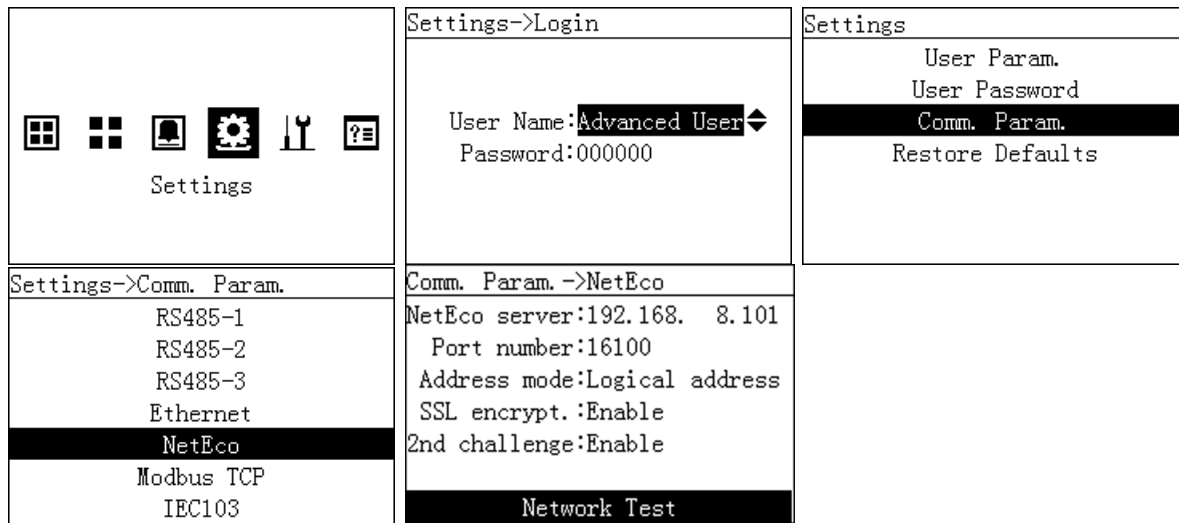 Settings
Settings->Login
User Name:Advanced User
Password:000000
Settings
User Param.
User Password
Comm. Param.
Restore Defaults
Settings->Comm. Param.
RS485-1
RS485-2
RS485-3
Ethernet
NetEco
Modbus TCP
IEC103
Comm. Param.->NetEco
NetEco server:192.168.  8.101
Port number:16100
Address mode:Logical address
SSL encrypt.:Enable
2nd challenge:Enable
Network Test